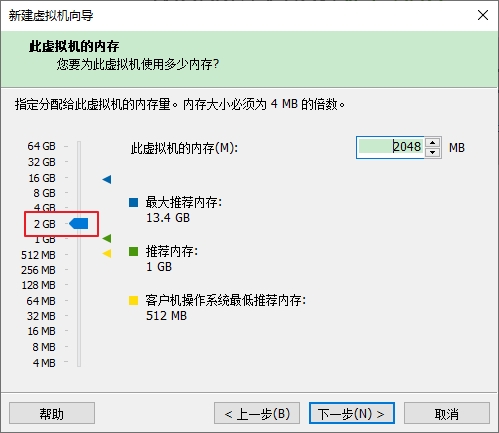 新建虚拟机向导
此虚拟机的内存
您要为此虚拟机使用多少内存?
指定分配给此虚拟机的内存量。内存大小必须为 4 MB 的倍数。
64 GB
32 GB
16 GB
8 GB
4 GB
2 GB
1 GB
512 MB
256 MB
128 MB
64 MB
32 MB
16 MB
8 MB
4 MB
此虚拟机的内存(M):
2048 MB
最大推荐内存:
13.4 GB
推荐内存:
1 GB
客户机操作系统最低推荐内存:
512 MB
帮助
< 上一步(B)
下一步(N) >
取消